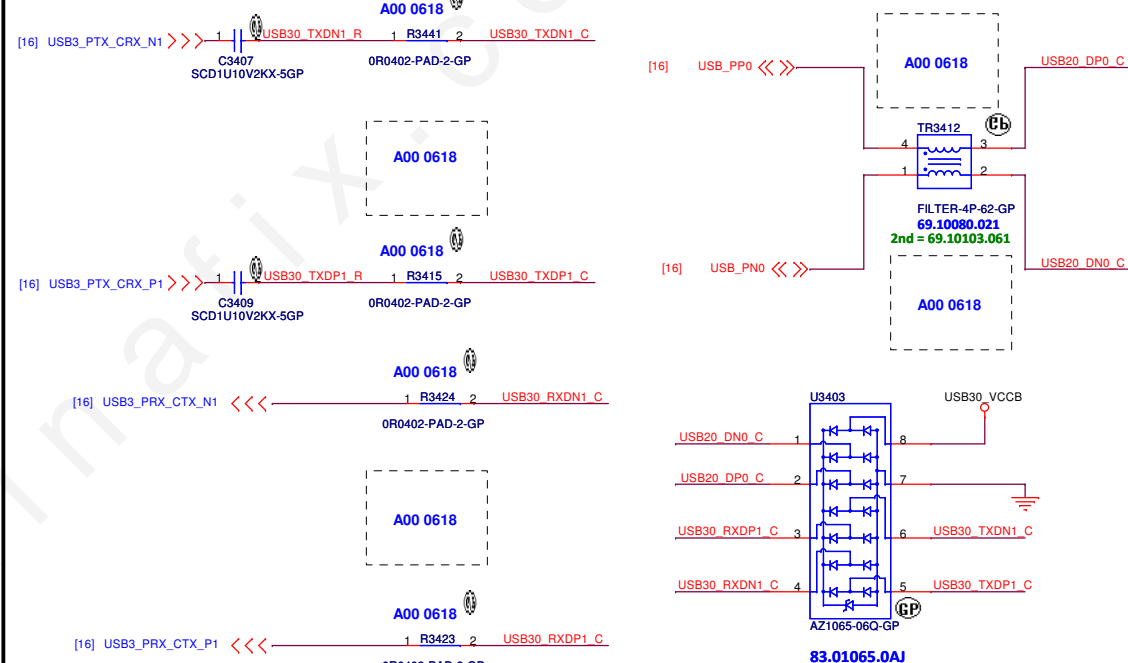 A00 0618
[16] USB3_PTX_CRX_N1
1
USB30_TXDN1_R
1 R3441 2
USB30_TXDN1_C
C3407
SCD1U10V2KX-5GP
0R0402-PAD-2-GP
A00 0618
A00 0618
[16] USB3_PTX_CRX_P1
1
USB30_TXDP1_R
1 R3415 2
USB30_TXDP1_C
C3409
SCD1U10V2KX-5GP
0R0402-PAD-2-GP
A00 0618
[16] USB3_PRX_CTX_N1
1 R3424 2
USB30_RXDN1_C
0R0402-PAD-2-GP
A00 0618
A00 0618
[16] USB3_PRX_CTX_P1
1 R3423 2
USB30_RXDP1_C
A00 0618
[16] USB_PP0
USB20_DP0_C
TR3412
4 3
1 2
FILTER-4P-62-GP
69.10080.021
2nd = 69.10103.061
[16] USB_PN0
USB20_DN0_C
A00 0618
U3403
USB30_VCCB
USB20_DN0_C 1 8
USB20_DP0_C 2 7
USB30_RXDP1_C 3 6 USB30_TXDN1_C
USB30_RXDN1_C 4 5 USB30_TXDP1_C
GP
AZ1065-06Q-GP
83.01065.0AJ